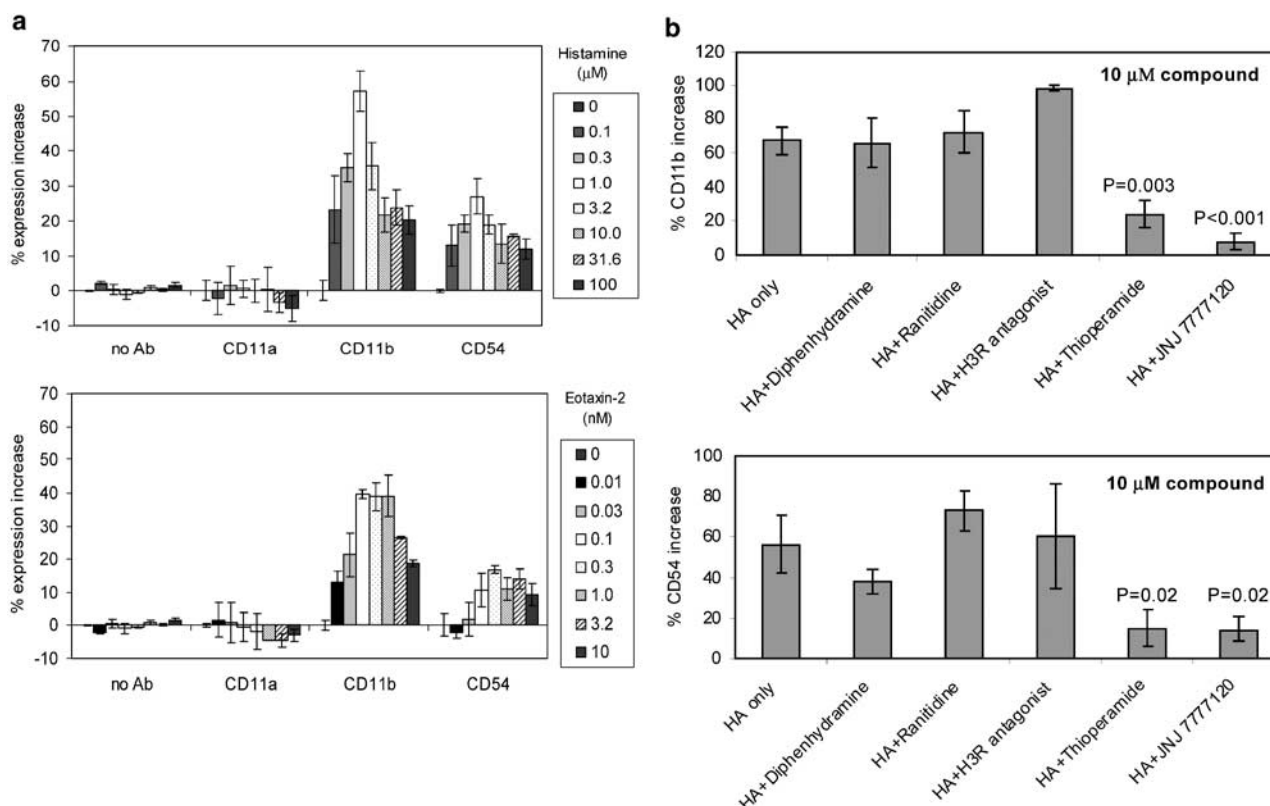 a
70
60
50
40
30
20
10
0
-10
% expression increase
no Ab
CD11a
CD11b
CD54
Histamine
(μM)
0
0.1
0.3
1.0
3.2
10.0
31.6
100
70
60
50
40
30
20
10
0
-10
% expression increase
no Ab
CD11a
CD11b
CD54
Eotaxin-2
(nM)
0
0.01
0.03
0.1
0.3
1.0
3.2
10
b
120
100
80
60
40
20
0
% CD11b increase
10 μM compound
P=0.003
P<0.001
HA only
HA+Diphenhydramine
HA+Ranitidine
HA+H3R antagonist
HA+Thioperamide
HA+JNJ 7777120
100
80
60
40
20
0
% CD54 increase
10 μM compound
P=0.02
P=0.02
HA only
HA+Diphenhydramine
HA+Ranitidine
HA+H3R antagonist
HA+Thioperamide
HA+JNJ 7777120